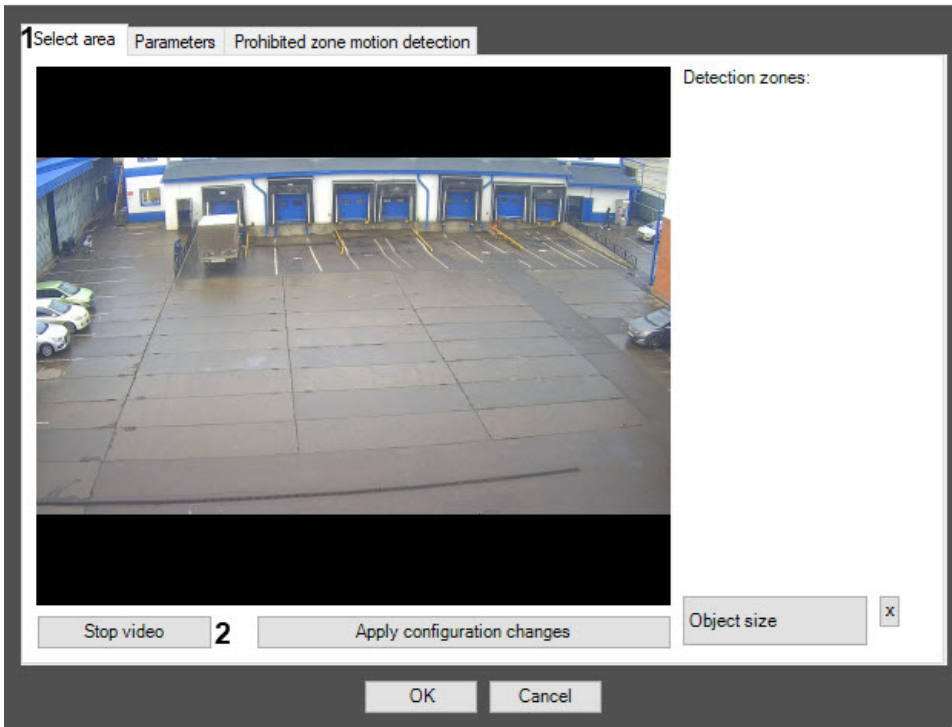 1 Select area Parameters Prohibited zone motion detection
Detection zones:
Stop video 2 Apply configuration changes Object size x
OK Cancel